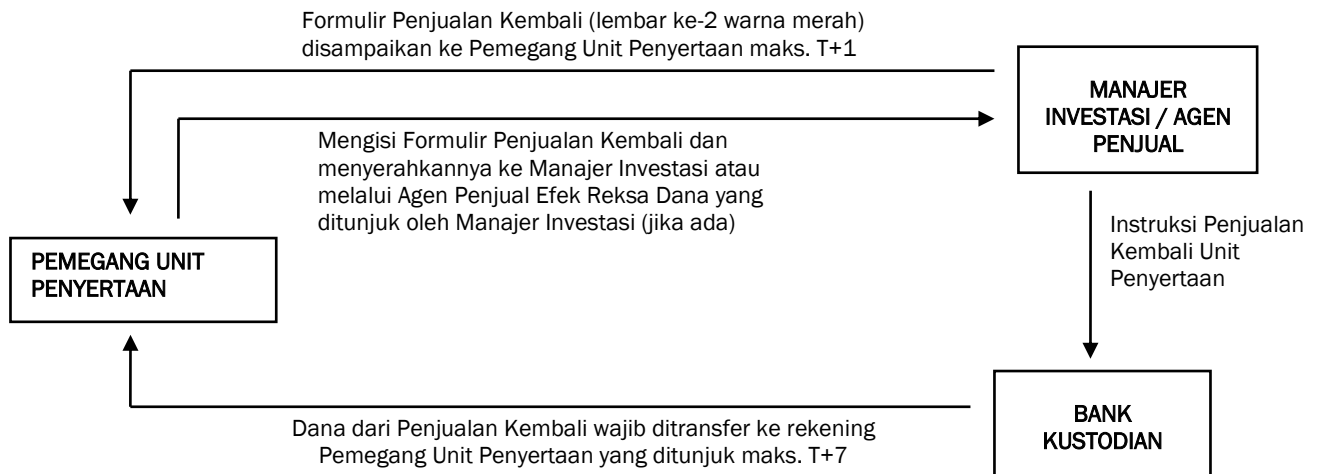 Formulir Penjualan Kembali (lembar ke-2 warna merah)
disampaikan ke Pemegang Unit Penyertaan maks. T+1
MANAJER
INVESTASI / AGEN
PENJUAL
Mengisi Formulir Penjualan Kembali dan
menyerahkannya ke Manajer Investasi atau
melalui Agen Penjual Efek Reksa Dana yang
ditunjuk oleh Manajer Investasi (jika ada)
Instruksi Penjualan
Kembali Unit
Penyertaan
PEMEGANG UNIT
PENYERTAAN
BANK
KUSTODIAN
Dana dari Penjualan Kembali wajib ditransfer ke rekening
Pemegang Unit Penyertaan yang ditunjuk maks. T+7